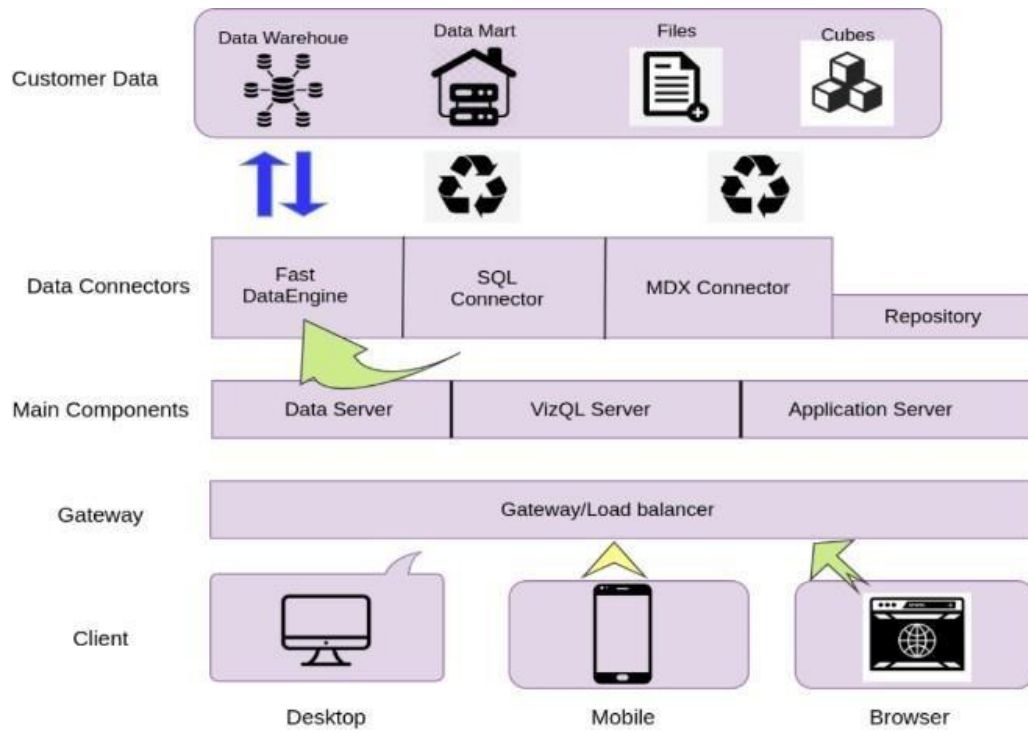 Data Warehoue
Data Mart
Files
Cubes
Customer Data
Data Connectors
Fast
DataEngine
SQL
Connector
MDX Connector
Repository
Main Components
Data Server
VizQL Server
Application Server
Gateway
Gateway/Load balancer
Client
Desktop
Mobile
Browser